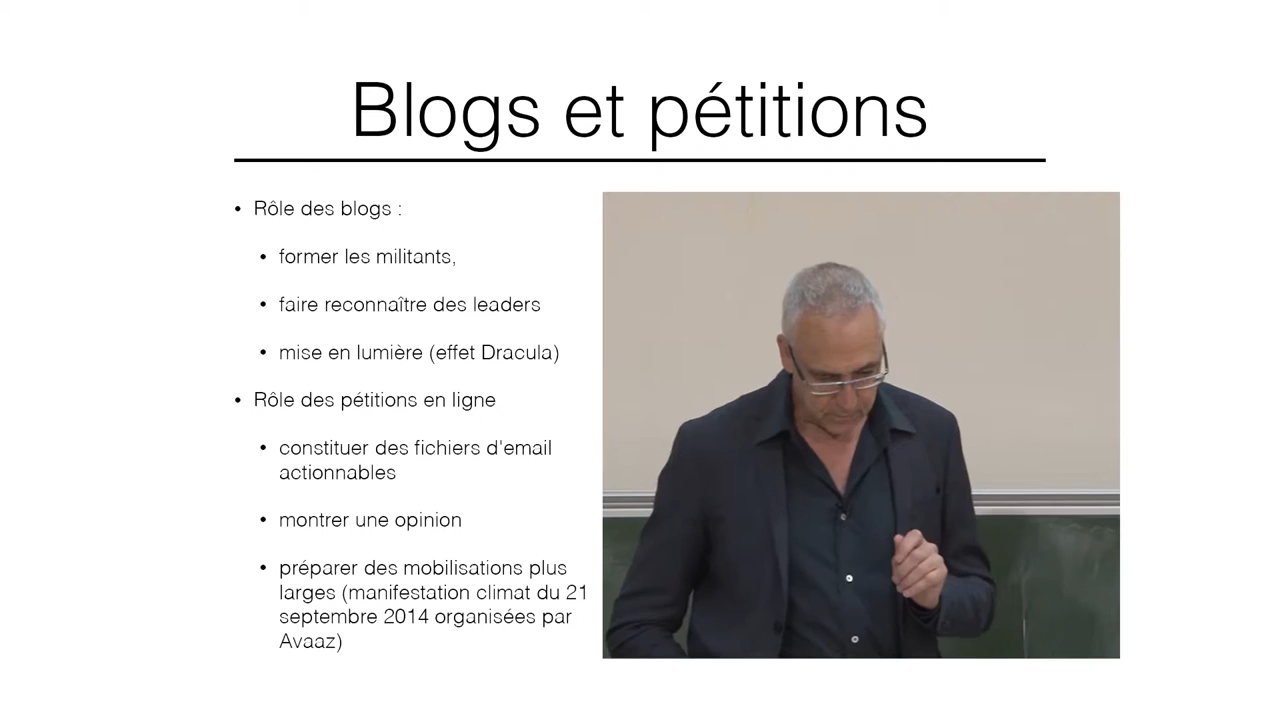 Blogs et pétitions
• Rôle des blogs :
• former les militants,
• faire reconnaître des leaders
• mise en lumière (effet Dracula)
• Rôle des pétitions en ligne
• constituer des fichiers d'email
actionnables
• montrer une opinion
• préparer des mobilisations plus
larges (manifestation climat du 21
septembre 2014 organisées par
Avaaz)